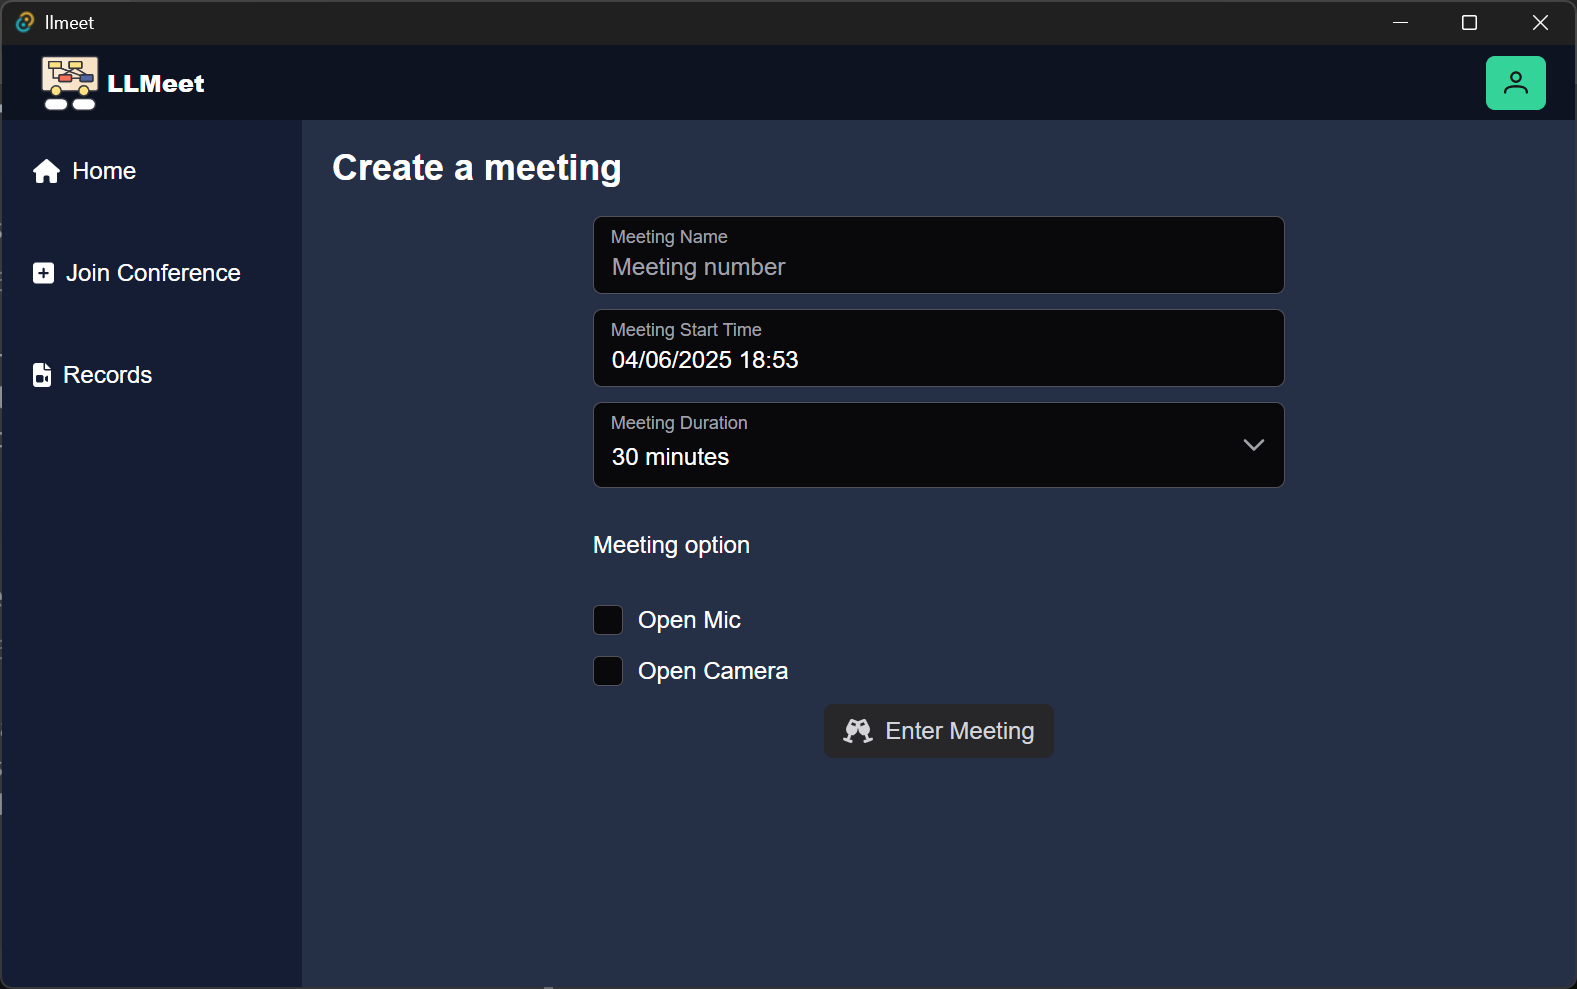 llmeet
LLMeet
Home
Join Conference
Records
Create a meeting
Meeting Name
Meeting number
Meeting Start Time
04/06/2025 18:53
Meeting Duration
30 minutes
Meeting option
Open Mic
Open Camera
Enter Meeting